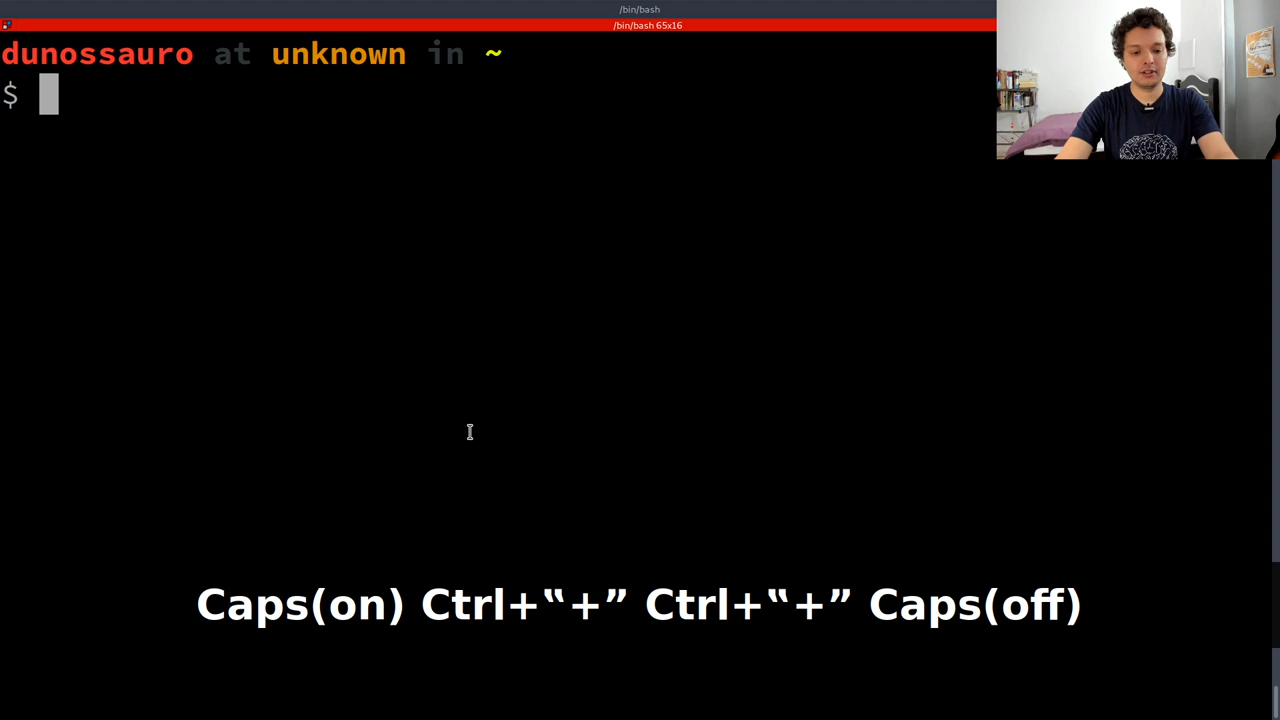 /bin/bash
/bin/bash 65x16
dunossauro at unknown in ~
$
Caps(on) Ctrl+‟+” Ctrl+‟+” Caps(off)